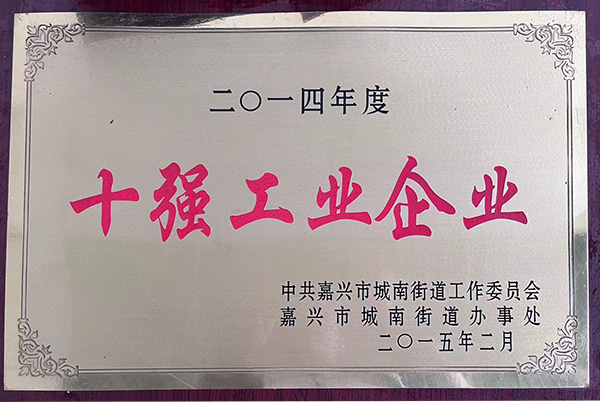 二〇一四年度
十强工业企业
中共嘉兴市城南街道工作委员会
嘉兴市城南街道办事处
二〇一五年二月